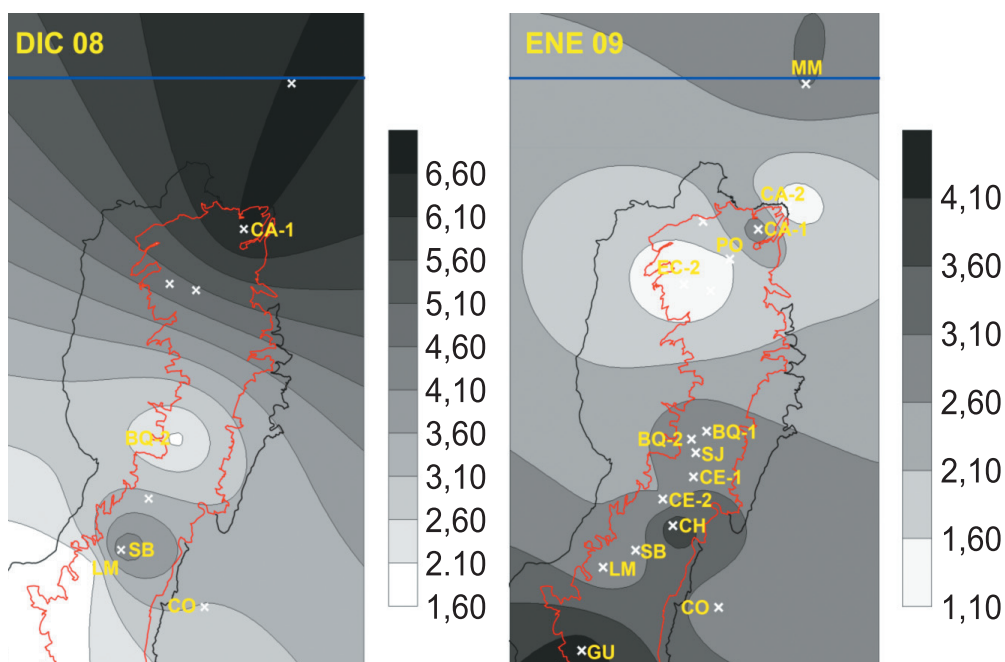 DIC 08
CA-1
BQ-2
SB
LM
CO
6,60
6,10
5,60
5,10
4,60
4,10
3,60
3,10
2,60
2.10
1,60
ENE 09
MM
CA-2
CA-1
PO
EC-2
BQ-1
BQ-2
SJ
CE-1
CE-2
CH
SB
LM
CO
GU
4,10
3,60
3,10
2,60
2,10
1,60
1,10